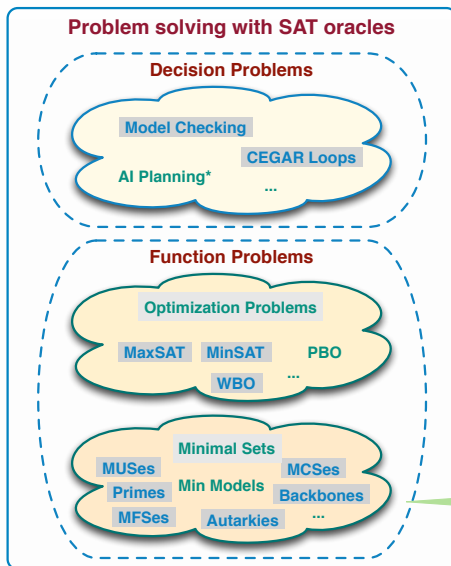 Problem solving with SAT oracles
Decision Problems
Model Checking
CEGAR Loops
AI Planning*
...
Function Problems
Optimization Problems
MaxSAT MinSAT PBO
WBO ...
Minimal Sets
MUSes MCSes
Primes Min Models Backbones
MFSes Autarkies ...